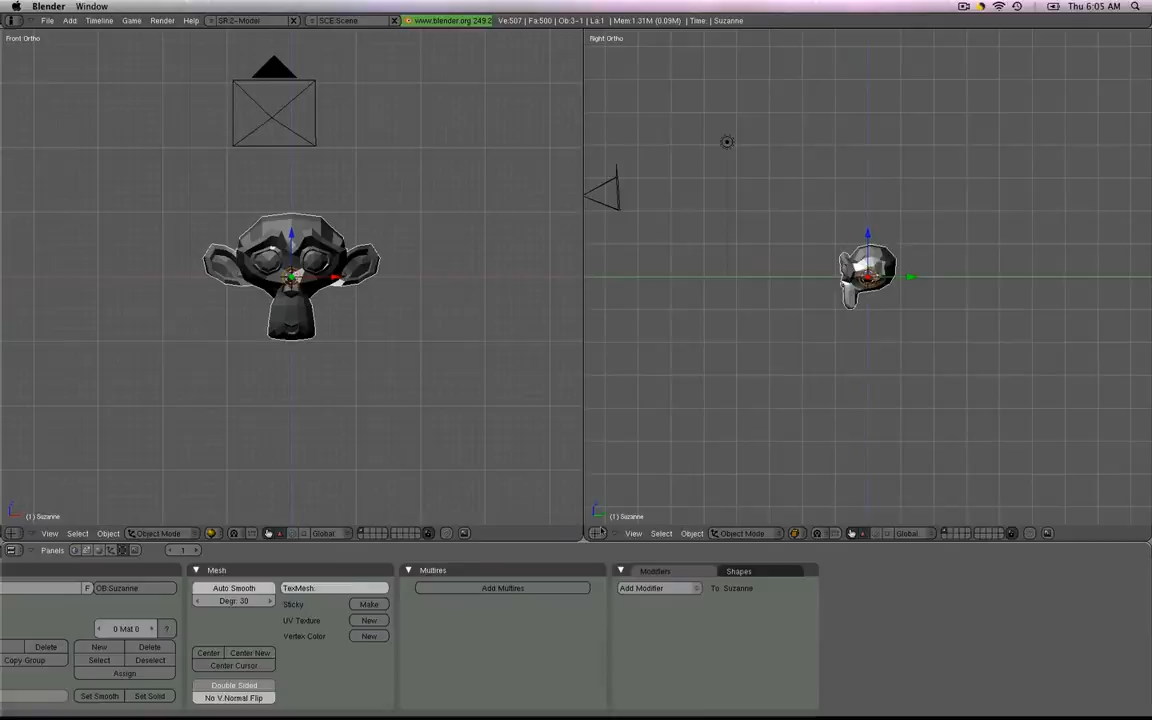 Blender Window Thu 6:05 AM
File Add Timeline Game Render Help SR:2-Model SCE:Scene www.blender.org 249.2 Ve:507 | Fa:500 | Ob:3-1 | La:1 | Mem:1.31M (0.09M) | Time: | Suzanne
Front Ortho Right Ortho
(1) Suzanne (1) Suzanne
View Select Object Object Mode Global View Select Object Object Mode Global
Panels 1
Mesh Multires Modifiers Shapes
F OB:Suzanne Auto Smooth TexMesh: Add Multires Add Modifier To: Suzanne
Degr: 30 Sticky Make
0 Mat 0 ? UV Texture New
Vertex Color New
Delete New Delete Center Center New
Copy Group Select Deselect Center Cursor
Assign
Double Sided
Set Smooth Set Solid No V.Normal Flip